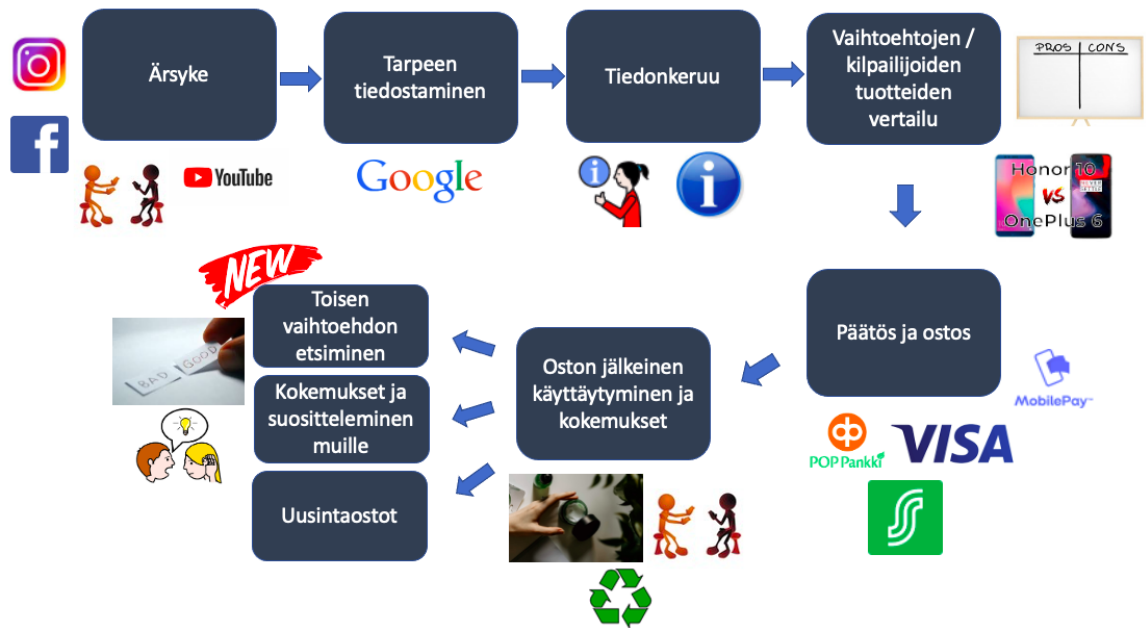 Ärsyke
Tarpeen
tiedostaminen
Tiedonkeruu
Vaihtoehtojen /
kilpailijoiden
tuotteiden
vertailu
PROS CONS
YouTube
Google
i
i
Honor 10
VS
OnePlus 6
NEW
Toisen
vaihtoehdon
etsiminen
BAD GOOD
Kokemukset ja
suositteleminen
muille
Uusintaostot
Oston jälkeinen
käyttäytyminen ja
kokemukset
Päätös ja ostos
MobilePay
POP Pankki
VISA